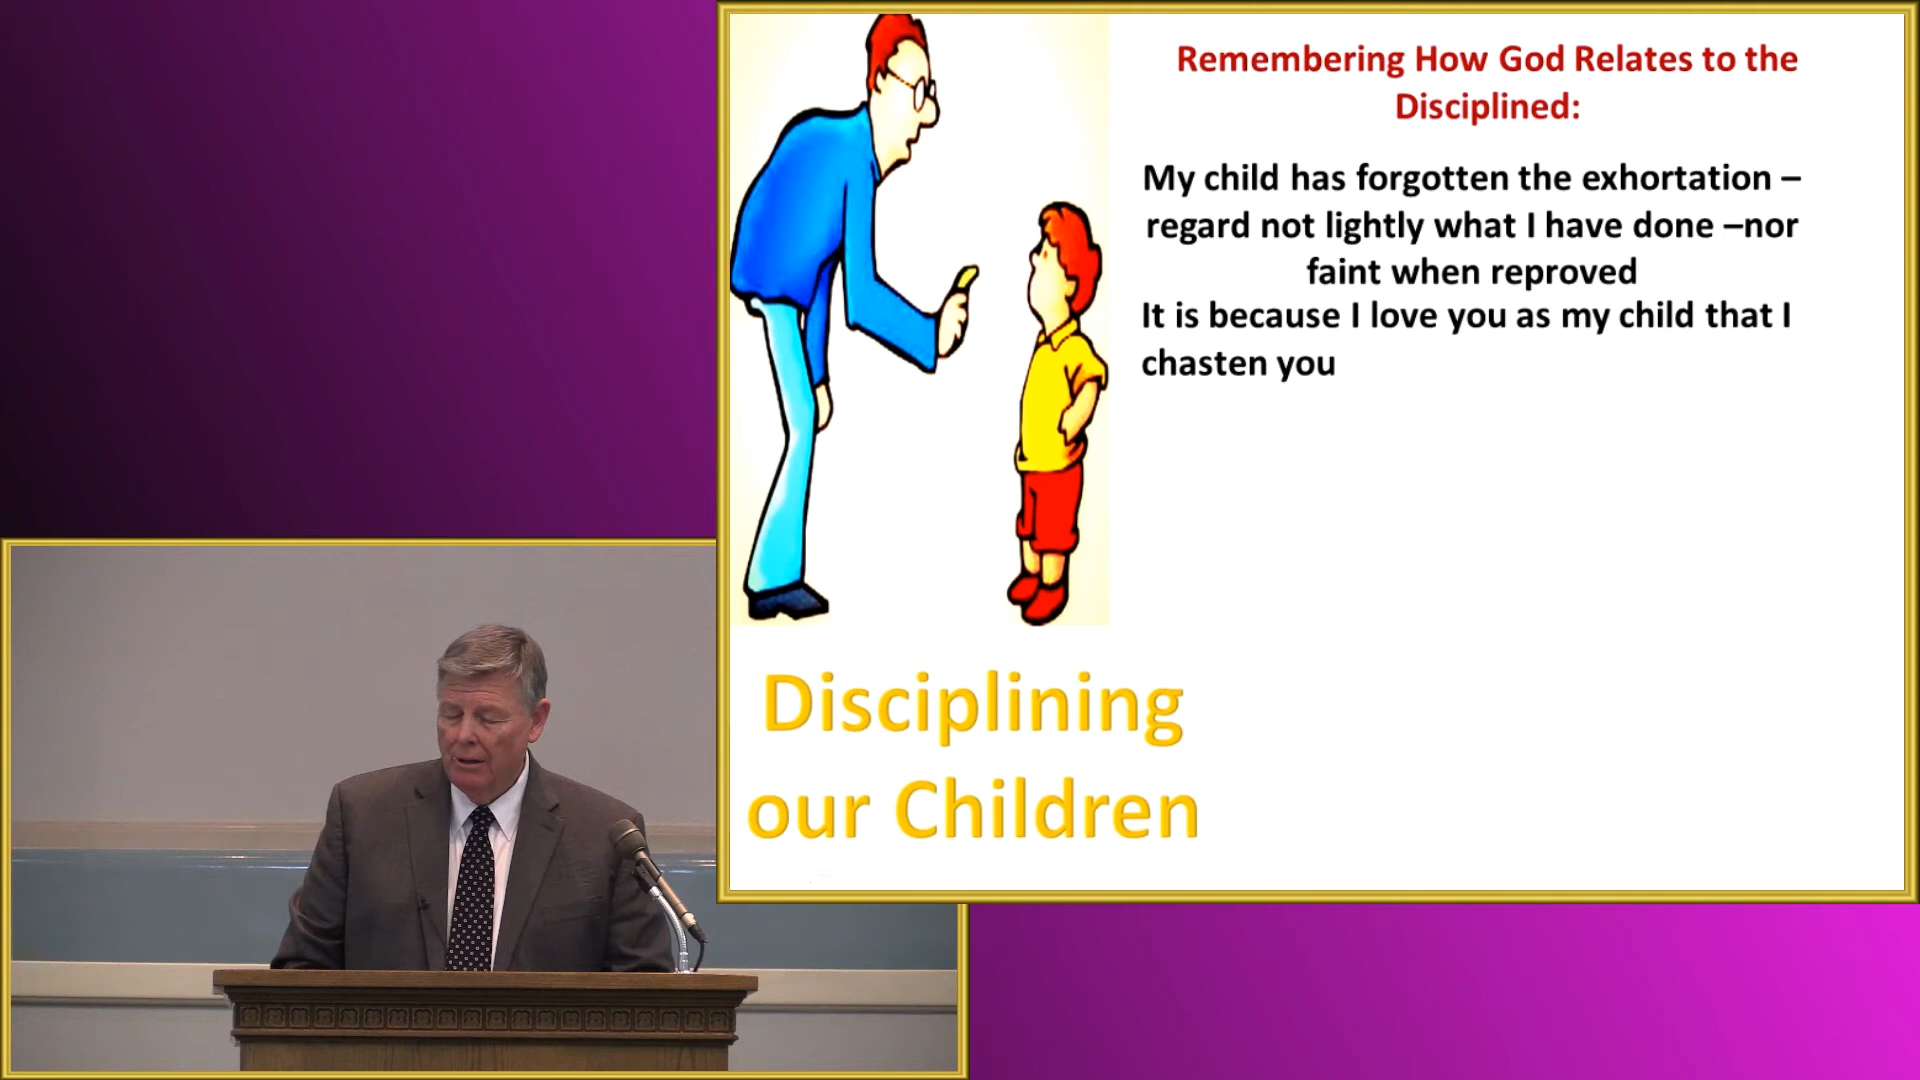 Remembering How God Relates to the
Disciplined:
My child has forgotten the exhortation –
regard not lightly what I have done –nor
faint when reproved
It is because I love you as my child that I
chasten you
Disciplining
our Children